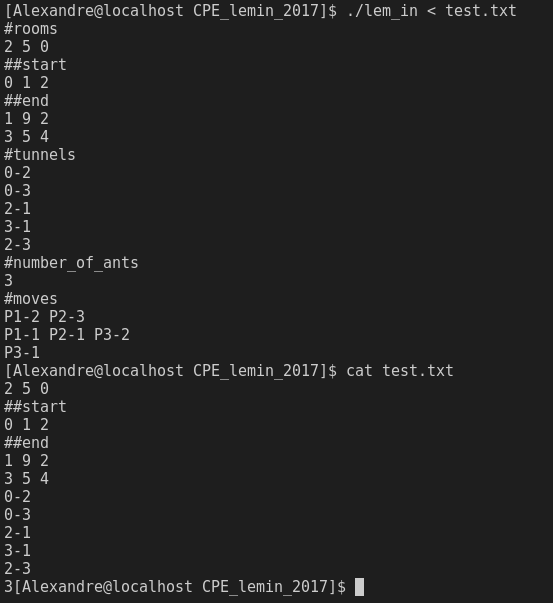 [Alexandre@localhost CPE_lemin_2017]$ ./lem_in < test.txt
#rooms
2 5 0
##start
0 1 2
##end
1 9 2
3 5 4
#tunnels
0-2
0-3
2-1
3-1
2-3
#number_of_ants
3
#moves
P1-2 P2-3
P1-1 P2-1 P3-2
P3-1
[Alexandre@localhost CPE_lemin_2017]$ cat test.txt
2 5 0
##start
0 1 2
##end
1 9 2
3 5 4
0-2
0-3
2-1
3-1
2-3
3[Alexandre@localhost CPE_lemin_2017]$